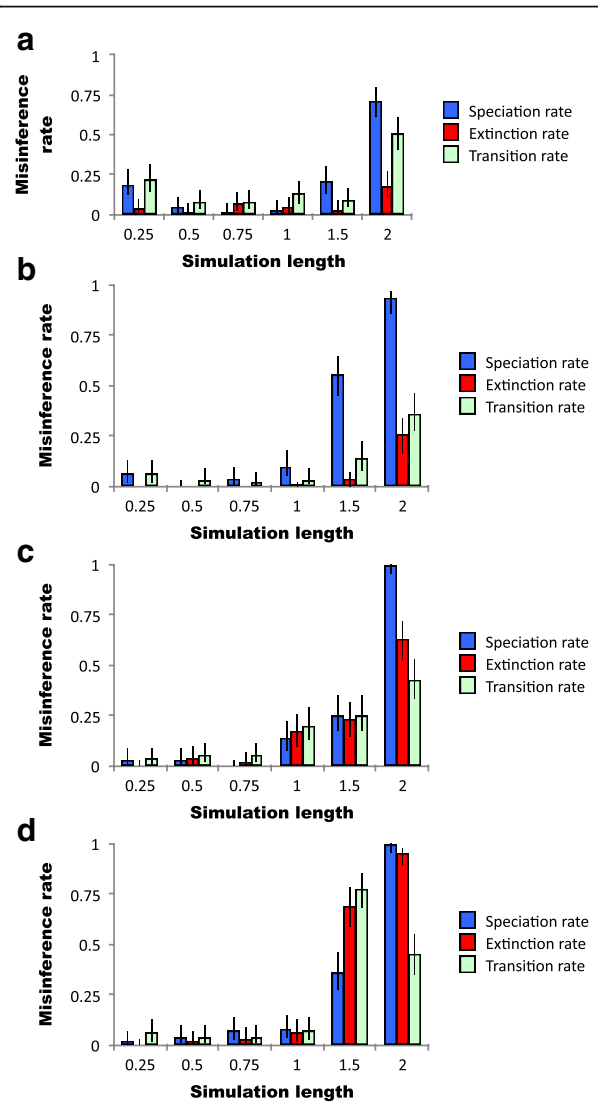 a
1
0.75
0.5
0.25
0
Misinference
rate
0.25 0.5 0.75 1 1.5 2
Simulation length
Speciation rate
Extinction rate
Transition rate
b
1
0.75
0.5
0.25
0
Misinference rate
0.25 0.5 0.75 1 1.5 2
Simulation length
Speciation rate
Extinction rate
Transition rate
c
1
0.75
0.5
0.25
0
Misinference rate
0.25 0.5 0.75 1 1.5 2
Simulation length
Speciation rate
Extinction rate
Transition rate
d
1
0.75
0.5
0.25
0
Misinference rate
0.25 0.5 0.75 1 1.5 2
Simulation length
Speciation rate
Extinction rate
Transition rate